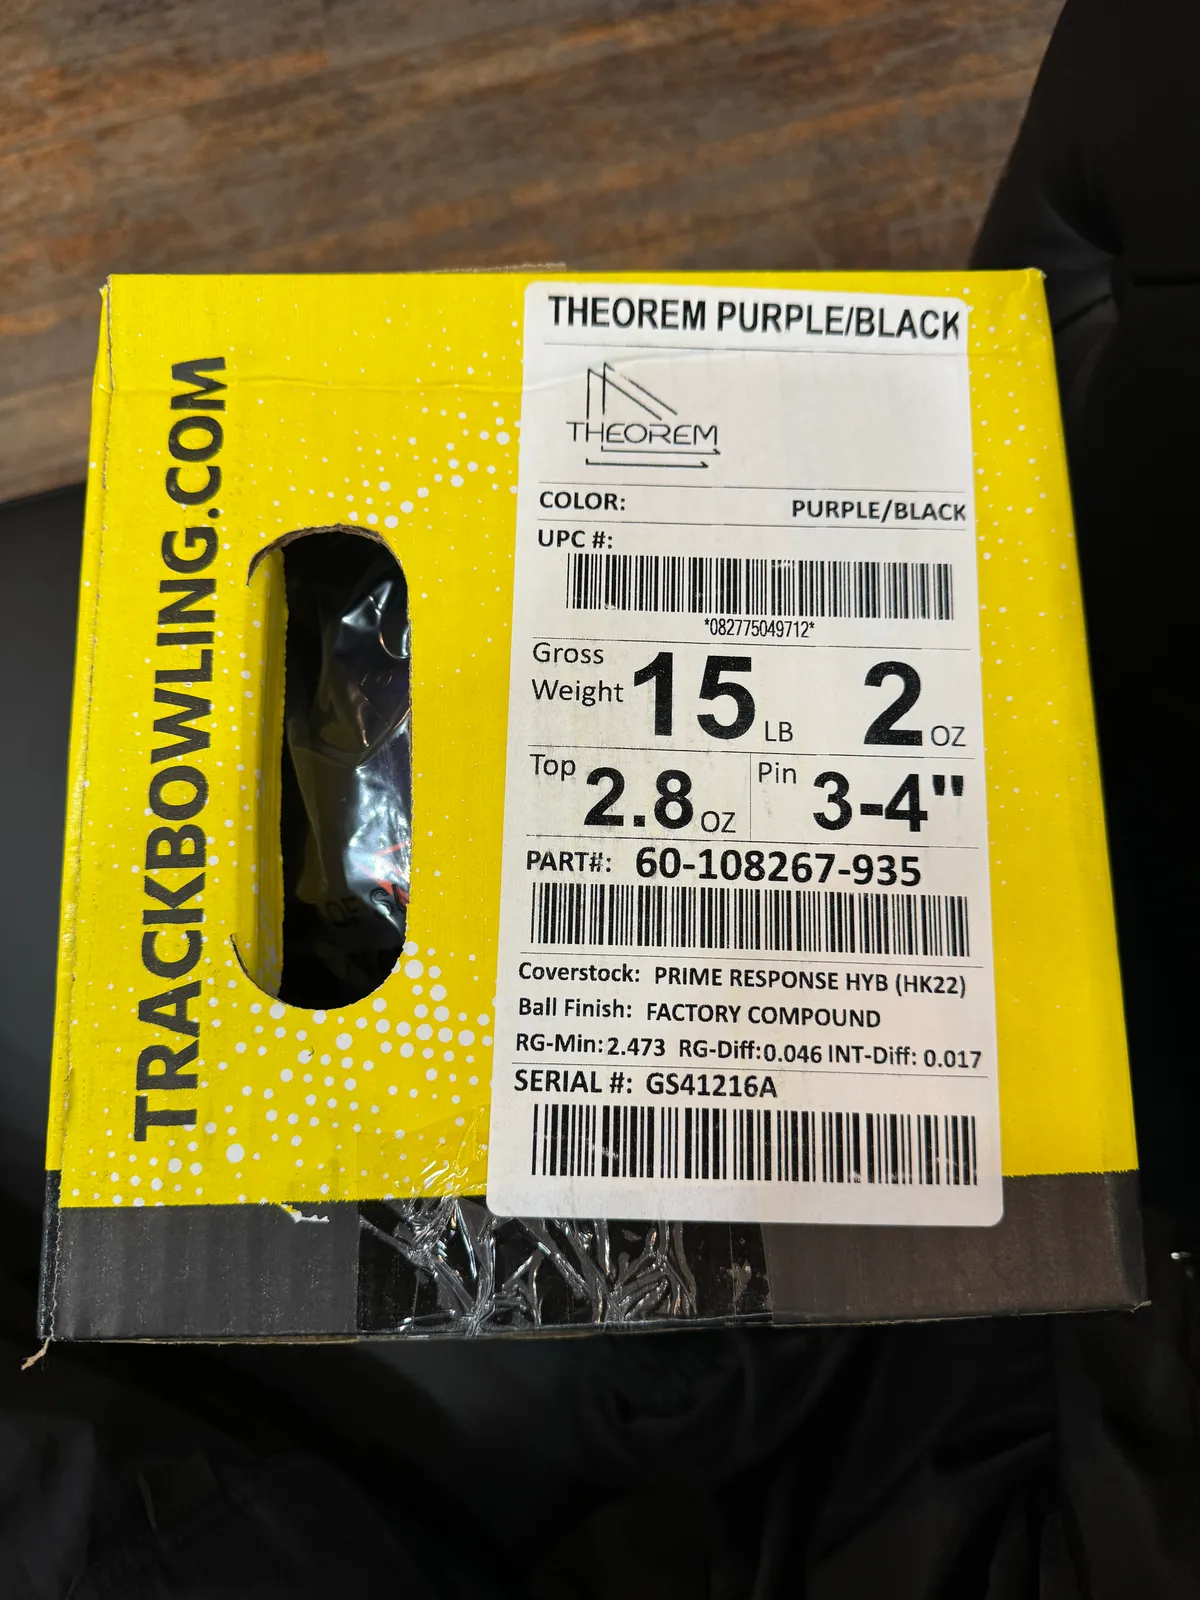 TRACKBOWLING.COM
THEOREM PURPLE/BLACK
THEOREM
COLOR: PURPLE/BLACK
UPC #:
*082775049712*
Gross Weight 15 LB 2 OZ
Top 2.8 OZ Pin 3-4"
PART#: 60-108267-935
Coverstock: PRIME RESPONSE HYB (HK22)
Ball Finish: FACTORY COMPOUND
RG-Min: 2.473 RG-Diff: 0.046 INT-Diff: 0.017
SERIAL #: GS41216A